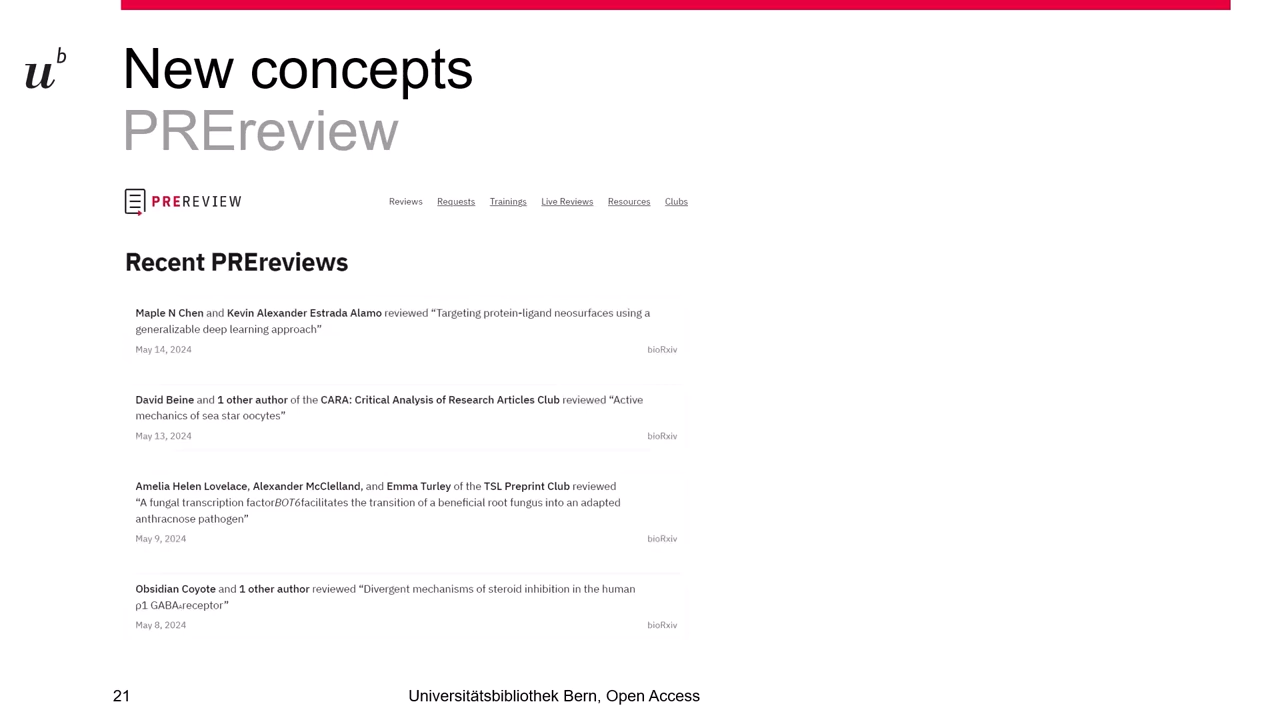 u^b
New concepts
PREreview
PREREVIEW
Reviews Requests Trainings Live Reviews Resources Clubs
Recent PREreviews
Maple N Chen and Kevin Alexander Estrada Alamo reviewed “Targeting protein-ligand neosurfaces using a
generalizable deep learning approach”
May 14, 2024 bioRxiv
David Beine and 1 other author of the CARA: Critical Analysis of Research Articles Club reviewed “Active
mechanics of sea star oocytes”
May 13, 2024 bioRxiv
Amelia Helen Lovelace, Alexander McClelland, and Emma Turley of the TSL Preprint Club reviewed
“A fungal transcription factorBOT6facilitates the transition of a beneficial root fungus into an adapted
anthracnose pathogen”
May 9, 2024 bioRxiv
Obsidian Coyote and 1 other author reviewed “Divergent mechanisms of steroid inhibition in the human
ρ1 GABAₐreceptor”
May 8, 2024 bioRxiv
21 Universitätsbibliothek Bern, Open Access